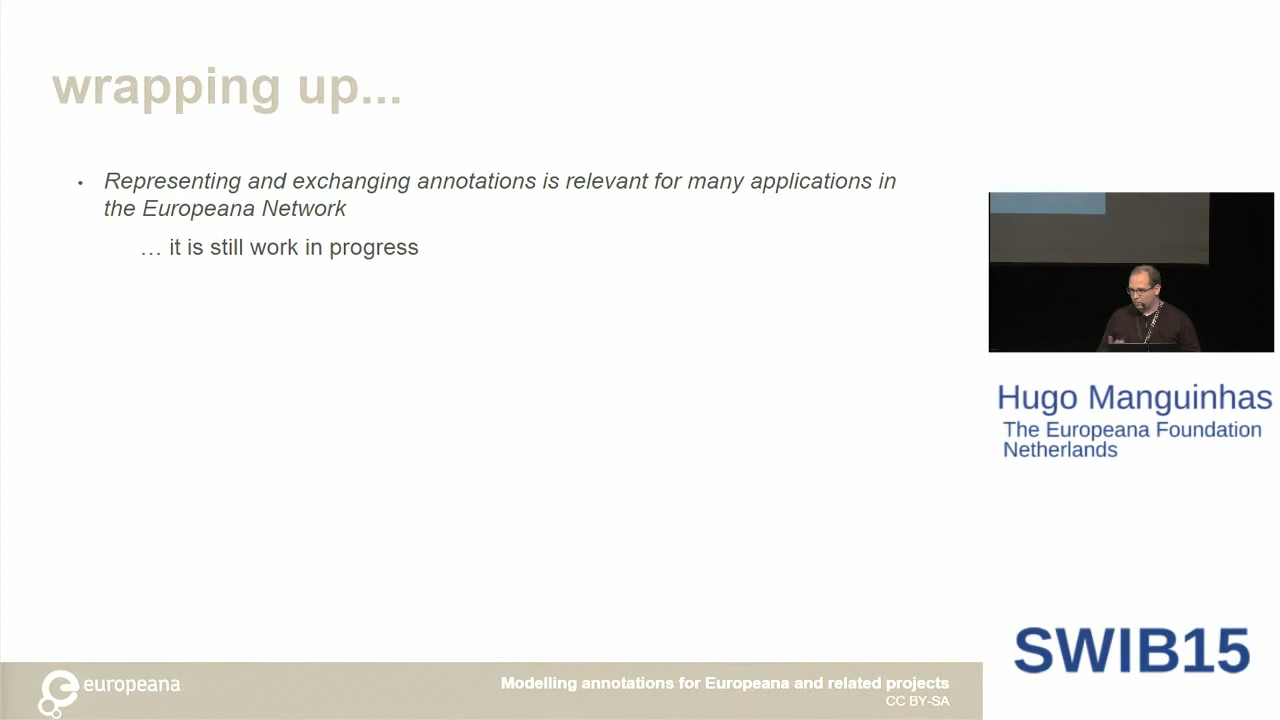 wrapping up...
• Representing and exchanging annotations is relevant for many applications in
the Europeana Network
… it is still work in progress
Hugo Manguinhas
The Europeana Foundation
Netherlands
SWIB15
europeana
Modelling annotations for Europeana and related projects
CC BY-SA